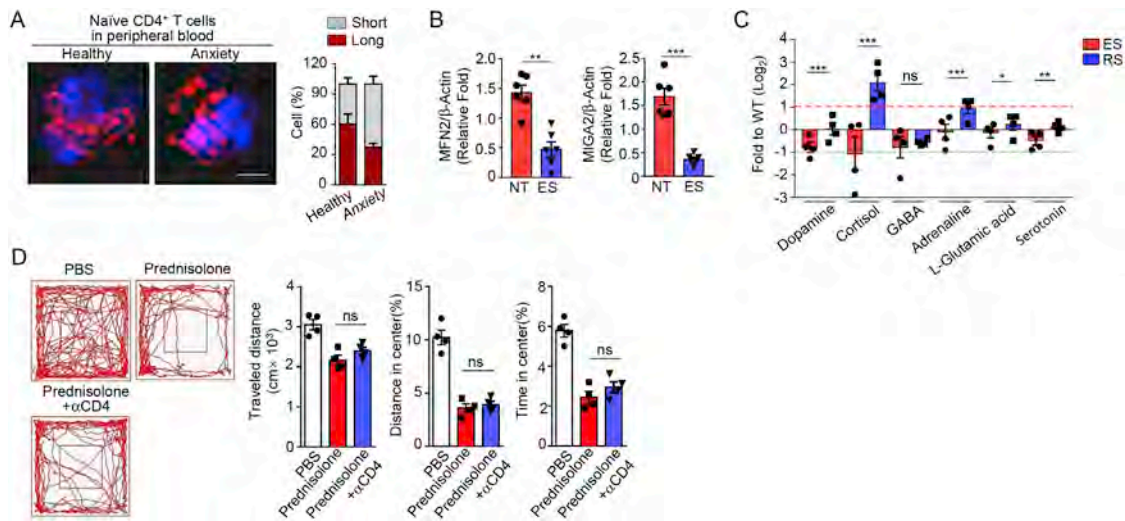 A
Naïve CD4⁺ T cells
in peripheral blood
Healthy
Anxiety
Short
Long
Cell (%)
120
100
60
20
0
Healthy
Anxiety
B
MFN2/β-Actin
(Relative Fold)
2.0
1.5
1.0
0.5
0
**
NT
ES
MIGA2/β-Actin
(Relative Fold)
2.5
2.0
1.5
1.0
0.5
0
***
NT
ES
C
Fold to WT (Log₂)
4
3
2
1
0
-1
-2
-3
***
***
ns
***
*
**
ES
RS
Dopamine
Cortisol
GABA
Adrenaline
L-Glutamic acid
Serotonin
D
PBS
Prednisolone
Prednisolone
+αCD4
Traveled distance
(cm× 10³)
4
3
2
1
0
ns
PBS
Prednisolone
Prednisolone
+αCD4
Distance in center(%)
15
10
5
0
ns
PBS
Prednisolone
Prednisolone
+αCD4
Time in center(%)
8
6
4
2
0
ns
PBS
Prednisolone
Prednisolone
+αCD4